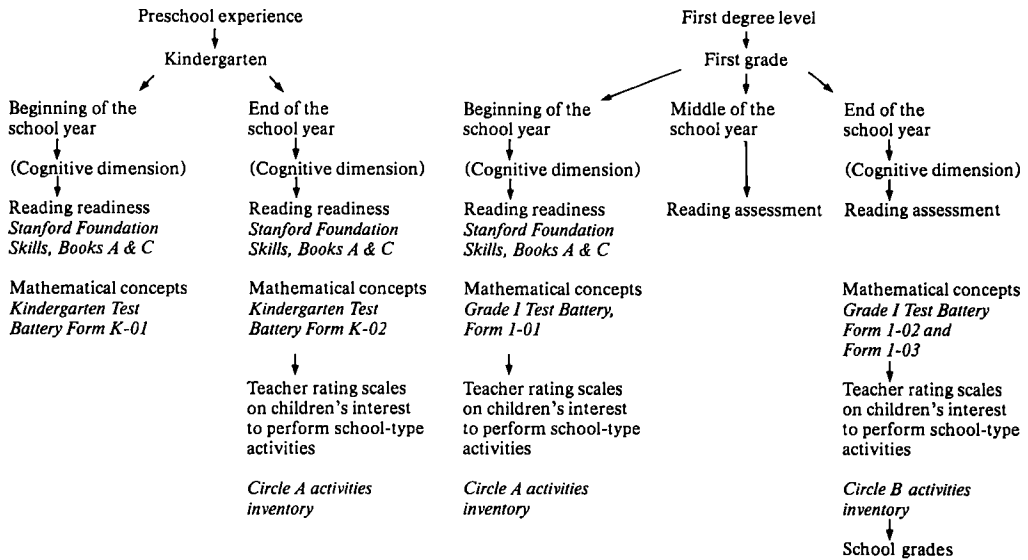 Preschool experience
Kindergarten
Beginning of the
school year
(Cognitive dimension)
Reading readiness
Stanford Foundation
Skills, Books A & C
Mathematical concepts
Kindergarten Test
Battery Form K-01
End of the
school year
(Cognitive dimension)
Reading readiness
Stanford Foundation
Skills, Books A & C
Mathematical concepts
Kindergarten Test
Battery Form K-02
Teacher rating scales
on children's interest
to perform school-type
activities
Circle A activities
inventory
First degree level
First grade
Beginning of the
school year
(Cognitive dimension)
Reading readiness
Stanford Foundation
Skills, Books A & C
Mathematical concepts
Grade I Test Battery,
Form 1-01
Teacher rating scales
on children's interest
to perform school-type
activities
Circle A activities
inventory
Middle of the
school year
Reading assessment
End of the
school year
(Cognitive dimension)
Reading assessment
Mathematical concepts
Grade I Test Battery
Form 1-02 and
Form 1-03
Teacher rating scales
on children's interest
to perform school-type
activities
Circle B activities
inventory
School grades